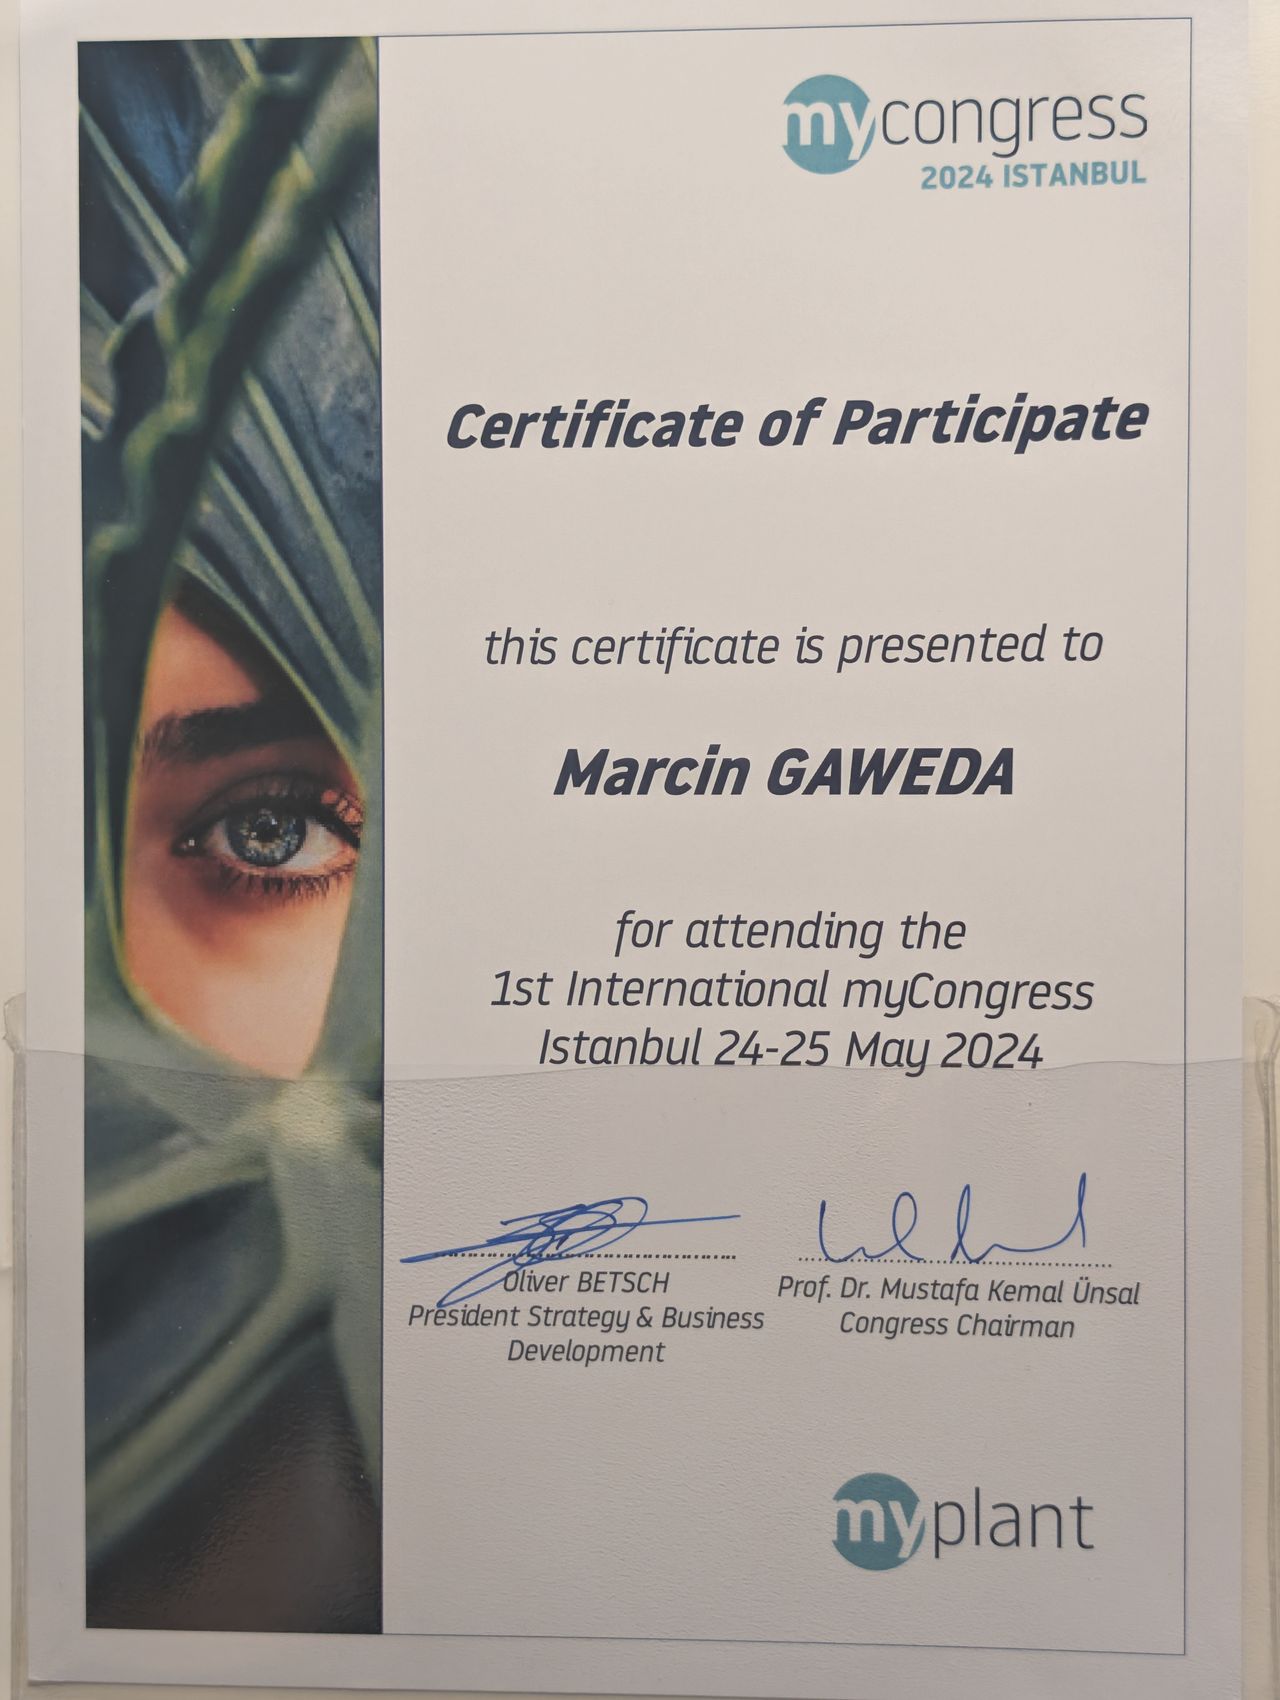 mycongress
2024 ISTANBUL
Certificate of Participate
this certificate is presented to
Marcin GAWEDA
for attending the
1st International myCongress
Istanbul 24-25 May 2024
Oliver BETSCH
President Strategy & Business
Development
Prof. Dr. Mustafa Kemal Ünsal
Congress Chairman
myplant